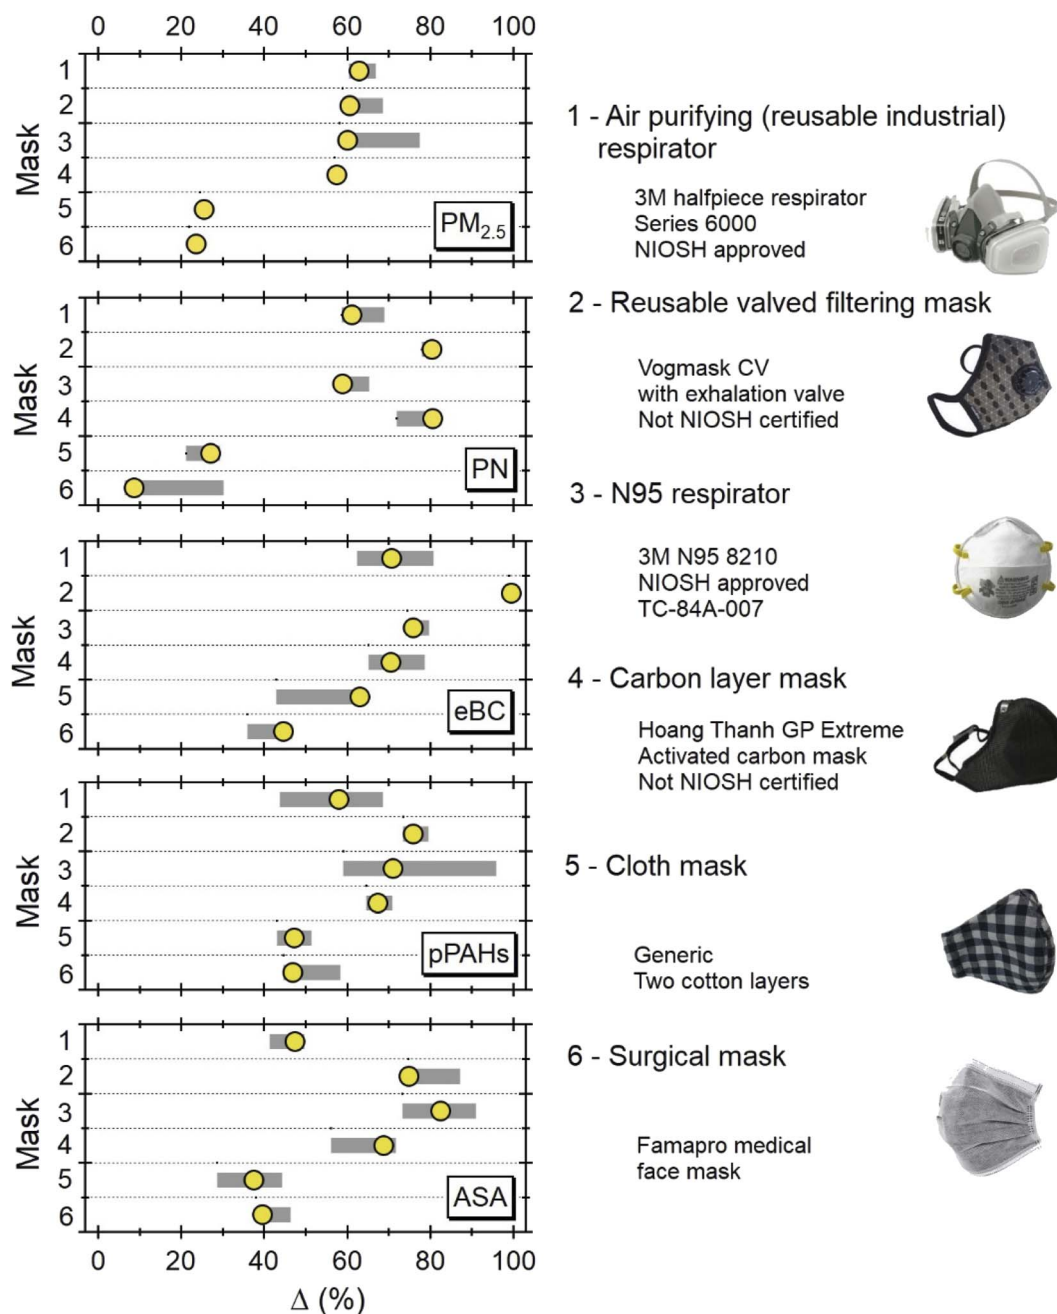 0 20 40 60 80 100
Mask
1
2
3
4
5
6
PM2.5
Mask
1
2
3
4
5
6
PN
Mask
1
2
3
4
5
6
eBC
Mask
1
2
3
4
5
6
pPAHs
Mask
1
2
3
4
5
6
ASA
0 20 40 60 80 100
Δ (%)
1 - Air purifying (reusable industrial)
respirator
3M halfpiece respirator
Series 6000
NIOSH approved
2 - Reusable valved filtering mask
Vogmask CV
with exhalation valve
Not NIOSH certified
3 - N95 respirator
3M N95 8210
NIOSH approved
TC-84A-007
4 - Carbon layer mask
Hoang Thanh GP Extreme
Activated carbon mask
Not NIOSH certified
5 - Cloth mask
Generic
Two cotton layers
6 - Surgical mask
Famapro medical
face mask